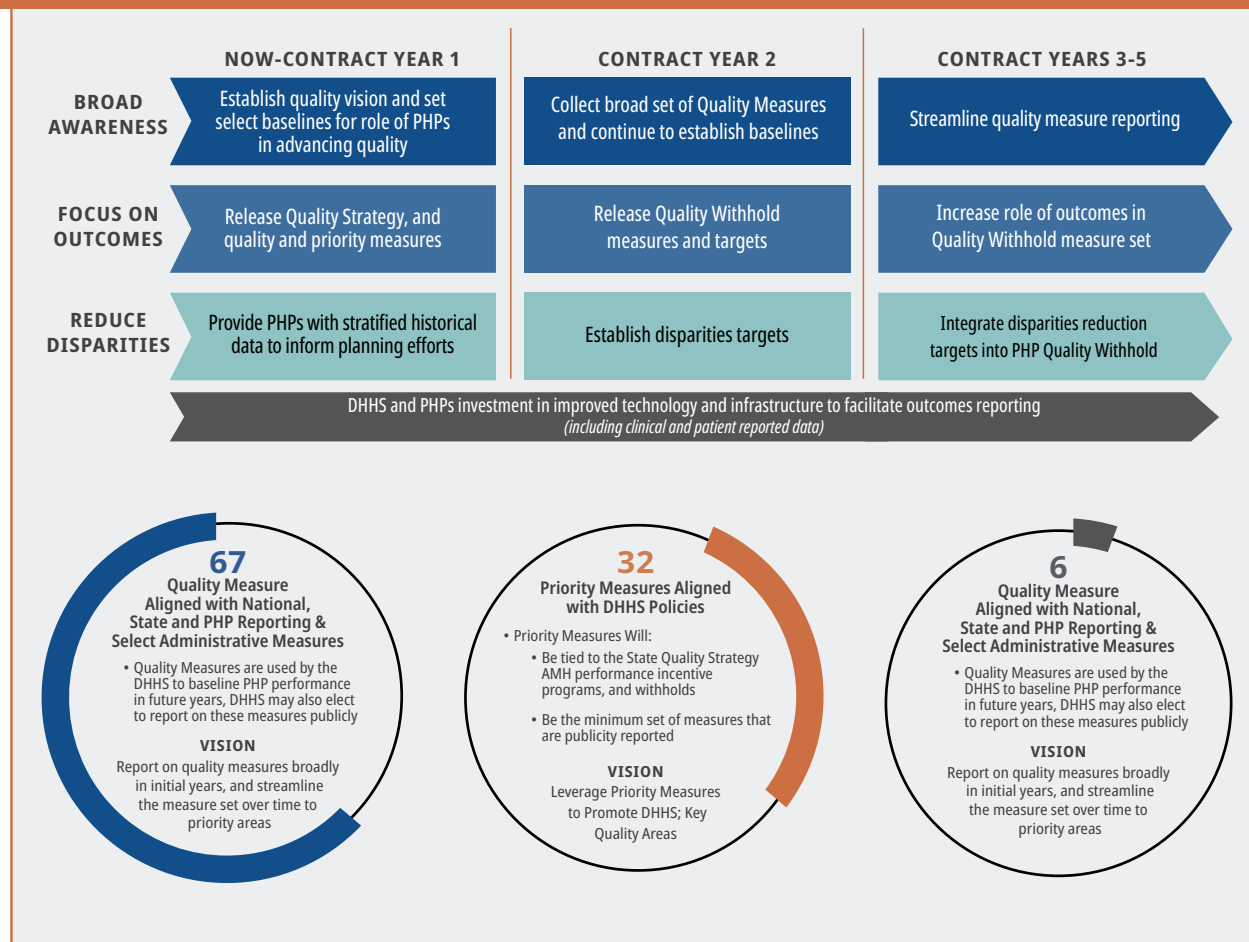 NOW-CONTRACT YEAR 1
CONTRACT YEAR 2
CONTRACT YEARS 3-5
BROAD
AWARENESS
Establish quality vision and set
select baselines for role of PHPs
in advancing quality
Collect broad set of Quality Measures
and continue to establish baselines
Streamline quality measure reporting
FOCUS ON
OUTCOMES
Release Quality Strategy, and
quality and priority measures
Release Quality Withhold
measures and targets
Increase role of outcomes in
Quality Withhold measure set
REDUCE
DISPARITIES
Provide PHPs with stratified historical
data to inform planning efforts
Establish disparities targets
Integrate disparities reduction
targets into PHP Quality Withhold
DHHS and PHPs investment in improved technology and infrastructure to facilitate outcomes reporting
(including clinical and patient reported data)
67
Quality Measure
Aligned with National,
State and PHP Reporting &
Select Administrative Measures
• Quality Measures are used by the
DHHS to baseline PHP performance
in future years, DHHS may also elect
to report on these measures publicly
VISION
Report on quality measures broadly
in initial years, and streamline
the measure set over time to
priority areas
32
Priority Measures Aligned
with DHHS Policies
• Priority Measures Will:
• Be tied to the State Quality Strategy
AMH performance incentive
programs, and withholds
• Be the minimum set of measures that
are publicity reported
VISION
Leverage Priority Measures
to Promote DHHS; Key
Quality Areas
6
Quality Measure
Aligned with National,
State and PHP Reporting &
Select Administrative Measures
• Quality Measures are used by the
DHHS to baseline PHP performance
in future years, DHHS may also elect
to report on these measures publicly
VISION
Report on quality measures broadly
in initial years, and streamline
the measure set over time to
priority areas